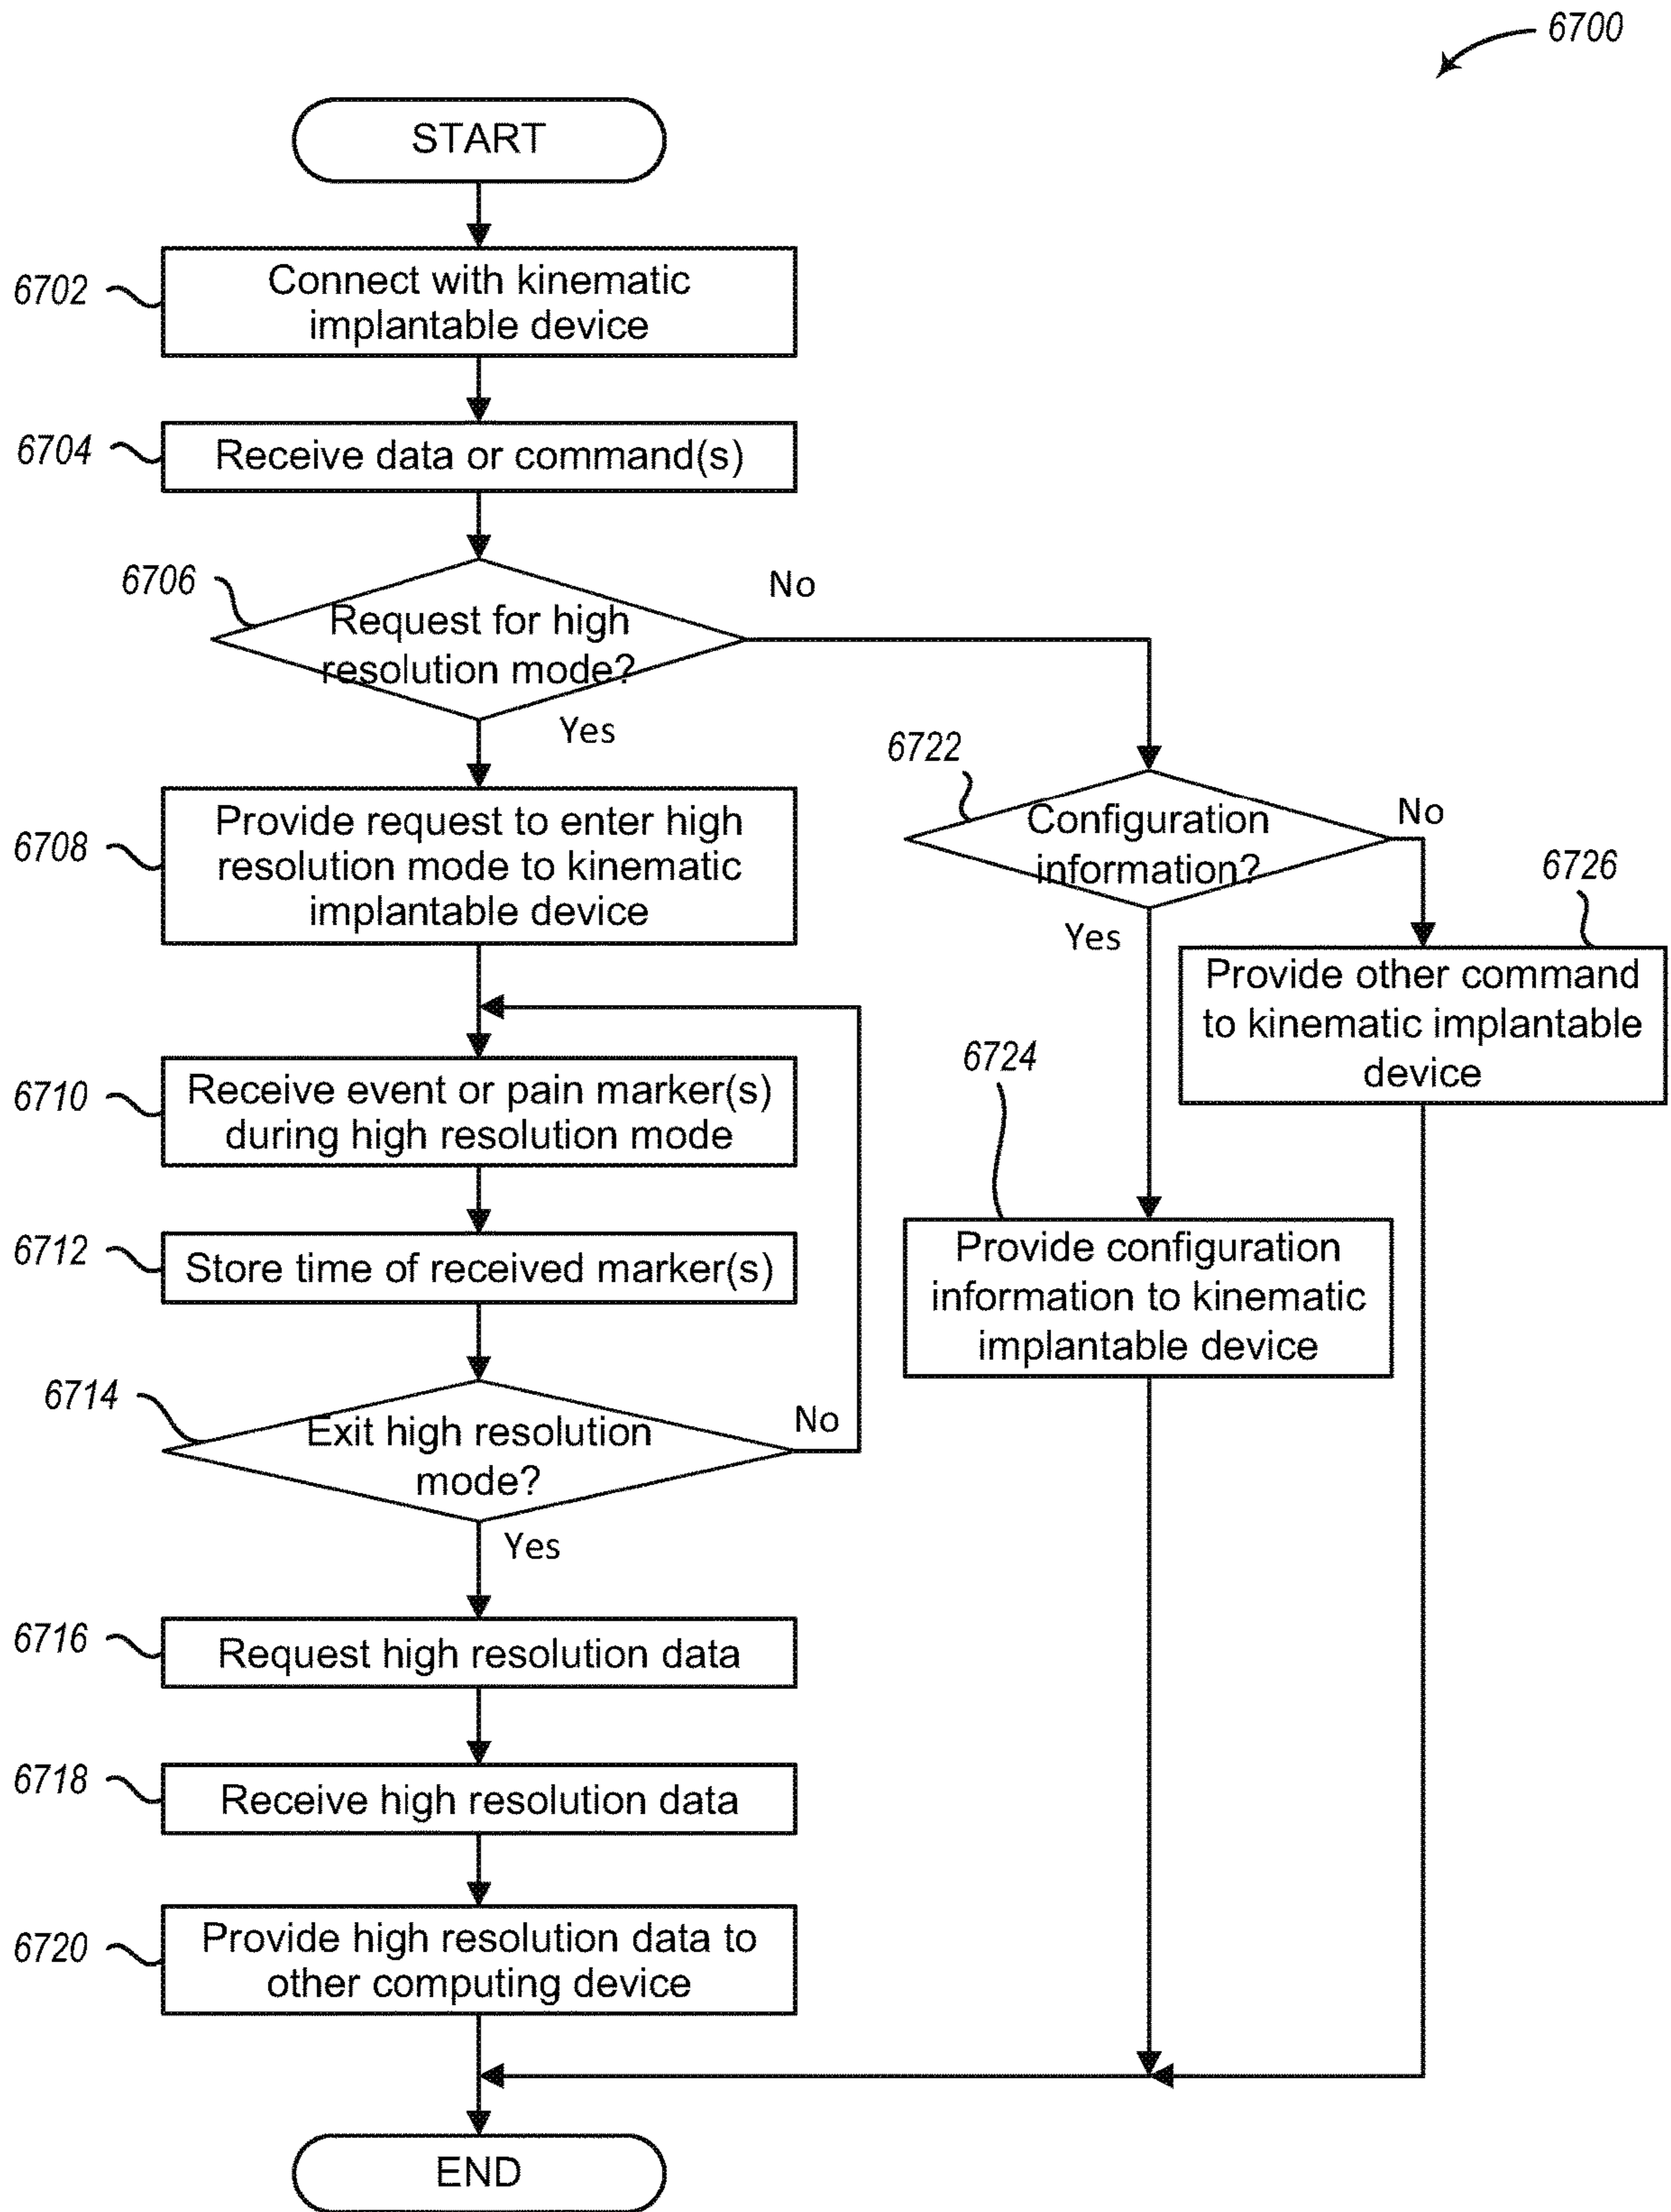 6700
START
6702
Connect with kinematic
implantable device
6704
Receive data or command(s)
6706
Request for high
resolution mode?
No
Yes
6708
Provide request to enter high
resolution mode to kinematic
implantable device
6710
Receive event or pain marker(s)
during high resolution mode
6712
Store time of received marker(s)
6714
Exit high resolution
mode?
No
Yes
6716
Request high resolution data
6718
Receive high resolution data
6720
Provide high resolution data to
other computing device
6722
Configuration
information?
No
Yes
6724
Provide configuration
information to kinematic
implantable device
6726
Provide other command
to kinematic implantable
device
END